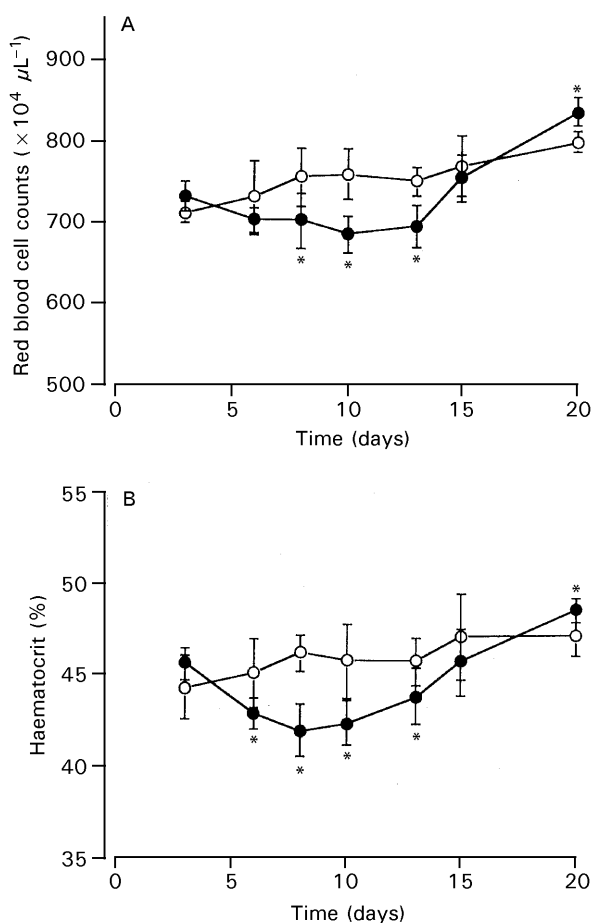 A
Red blood cell counts (×10⁴ μL⁻¹)
900
800
700
600
500
*
* * *
0 5 10 15 20
Time (days)
B
Haematocrit (%)
55
50
45
40
35
*
* * * *
0 5 10 15 20
Time (days)